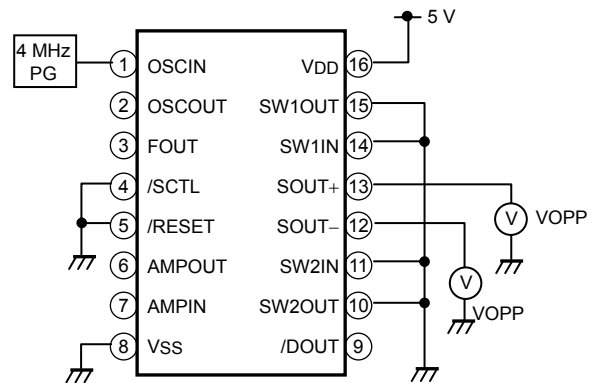 5 V
4 MHz
PG
1 OSCIN
VDD 16
2 OSCOUT
SW1OUT 15
3 FOUT
SW1IN 14
4 /SCTL
SOUT+ 13
5 /RESET
SOUT− 12
6 AMPOUT
SW2IN 11
7 AMPIN
SW2OUT 10
8 VSS
/DOUT 9
V VOPP
V
VOPP